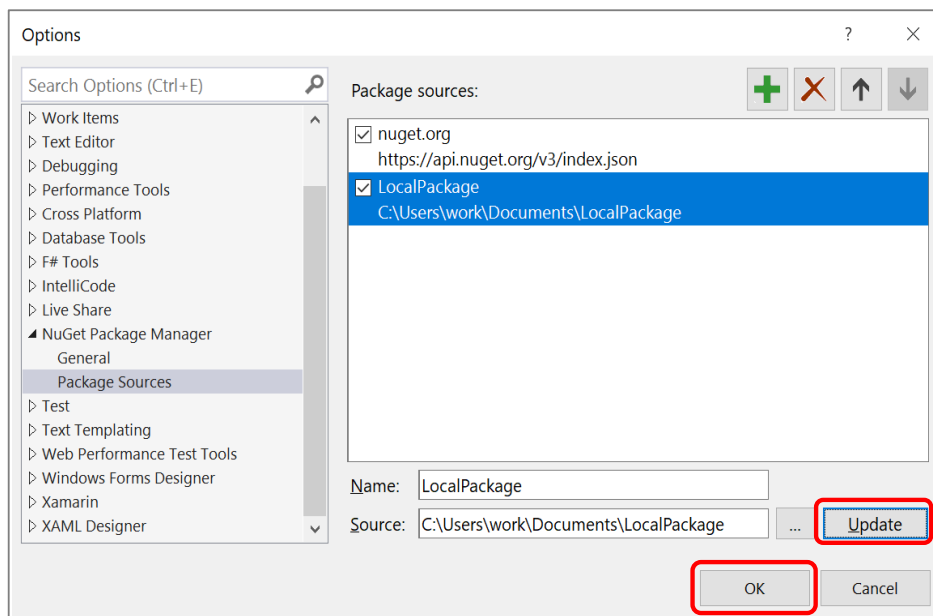 Options
?
Search Options (Ctrl+E)
Work Items
Text Editor
Debugging
Performance Tools
Cross Platform
Database Tools
F# Tools
IntelliCode
Live Share
NuGet Package Manager
General
Package Sources
Test
Text Templating
Web Performance Test Tools
Windows Forms Designer
Xamarin
XAML Designer
Package sources:
nuget.org
https://api.nuget.org/v3/index.json
LocalPackage
C:\Users\work\Documents\LocalPackage
Name: LocalPackage
Source: C:\Users\work\Documents\LocalPackage ... Update
OK Cancel